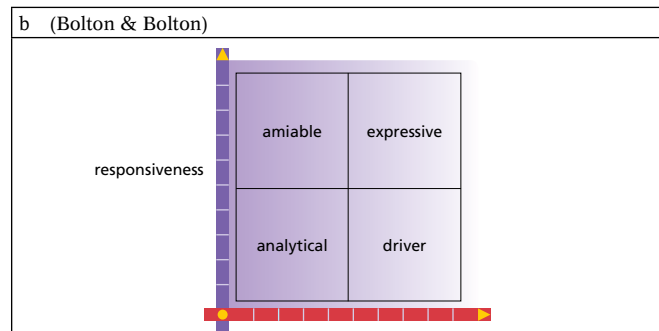 b (Bolton & Bolton)
amiable expressive
responsiveness
analytical driver